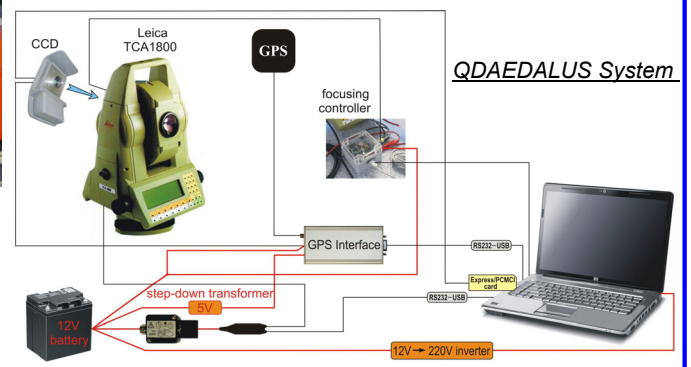 CCD
Leica
TCA1800
GPS
QDAEDALUS System
focusing
controller
GPS Interface
RS232-USB
Express/PCMCI
card
RS232-USB
step-down transformer
5V
12V
battery
12V → 220V inverter